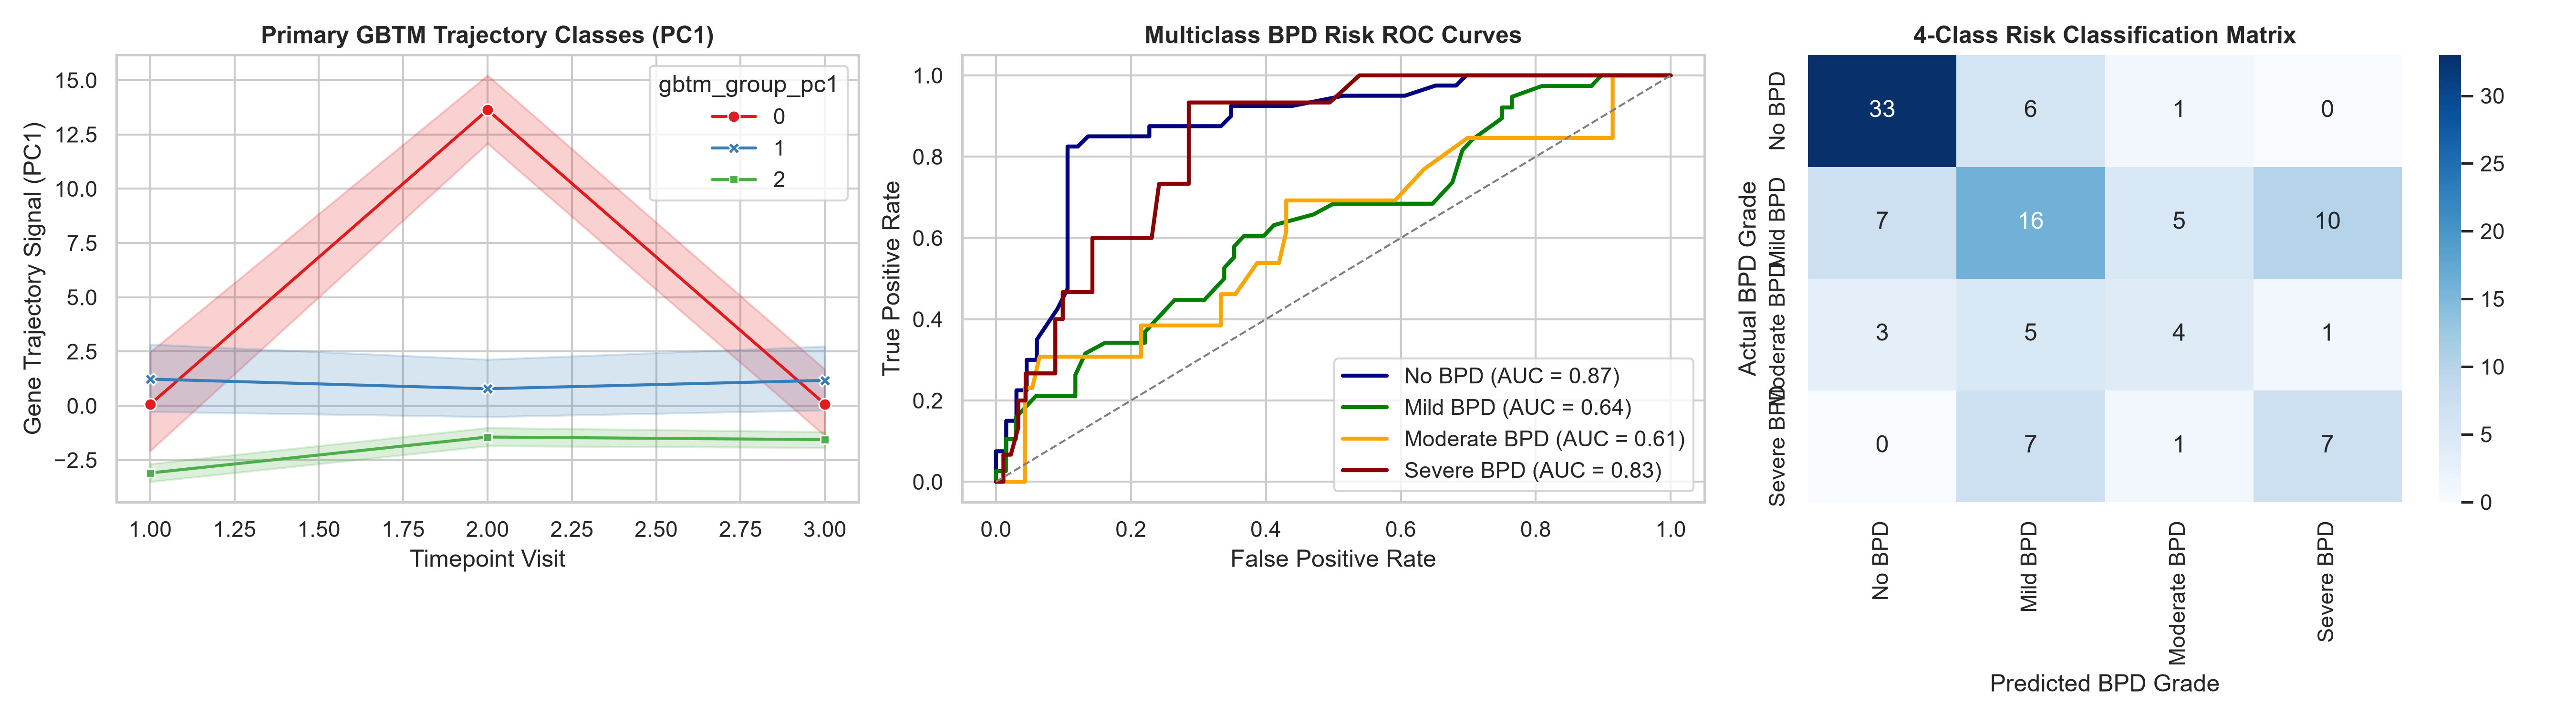 Primary GBTM Trajectory Classes (PC1)
Gene Trajectory Signal (PC1)
15.0
12.5
10.0
7.5
5.0
2.5
0.0
−2.5
gbtm_group_pc1
0
1
2
1.00 1.25 1.50 1.75 2.00 2.25 2.50 2.75 3.00
Timepoint Visit
Multiclass BPD Risk ROC Curves
True Positive Rate
1.0
0.8
0.6
0.4
0.2
0.0
No BPD (AUC = 0.87)
Mild BPD (AUC = 0.64)
Moderate BPD (AUC = 0.61)
Severe BPD (AUC = 0.83)
0.0 0.2 0.4 0.6 0.8 1.0
False Positive Rate
4-Class Risk Classification Matrix
Actual BPD Grade
No BPD
Mild BPD
Moderate BPD
Severe BPD
33 6 1 0
7 16 5 10
3 5 4 1
0 7 1 7
No BPD
Mild BPD
Moderate BPD
Severe BPD
Predicted BPD Grade
30
25
20
15
10
5
0